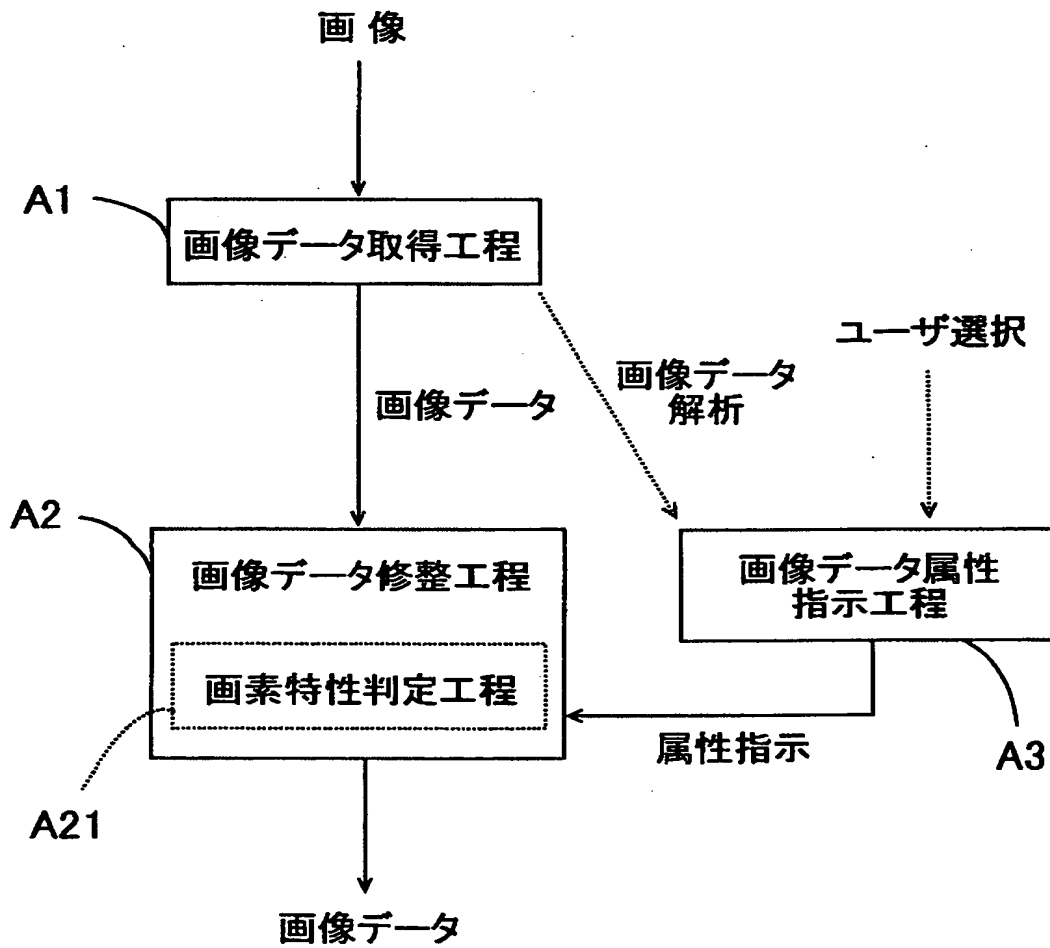 画像
A1
画像データ取得工程
ユーザ選択
画像データ
解析
画像データ
A2
画像データ修整工程
画像データ属性
指示工程
画素特性判定工程
属性指示
A3
A21
画像データ